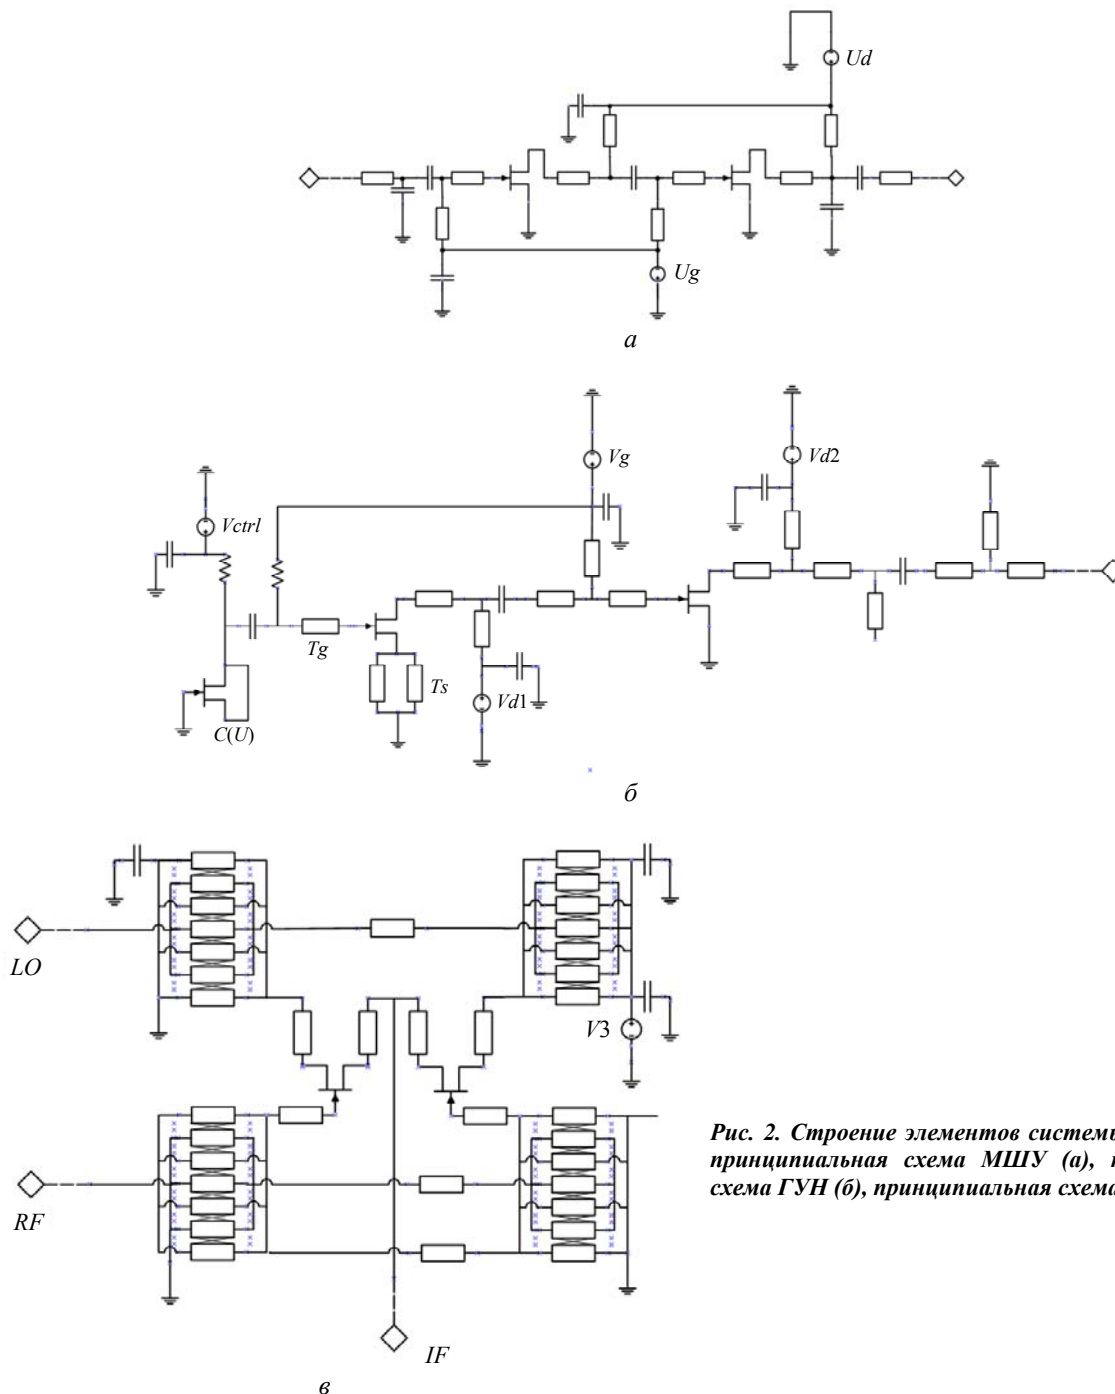 Ud
Ug
а
Vg
Vd2
Vctrl
Tg
Ts
Vd1
C(U)
б
LO
V3
Рис. 2. Строение элементов системы
принципиальная схема МШУ (а),
схема ГУН (б), принципиальная схема
RF
IF
в